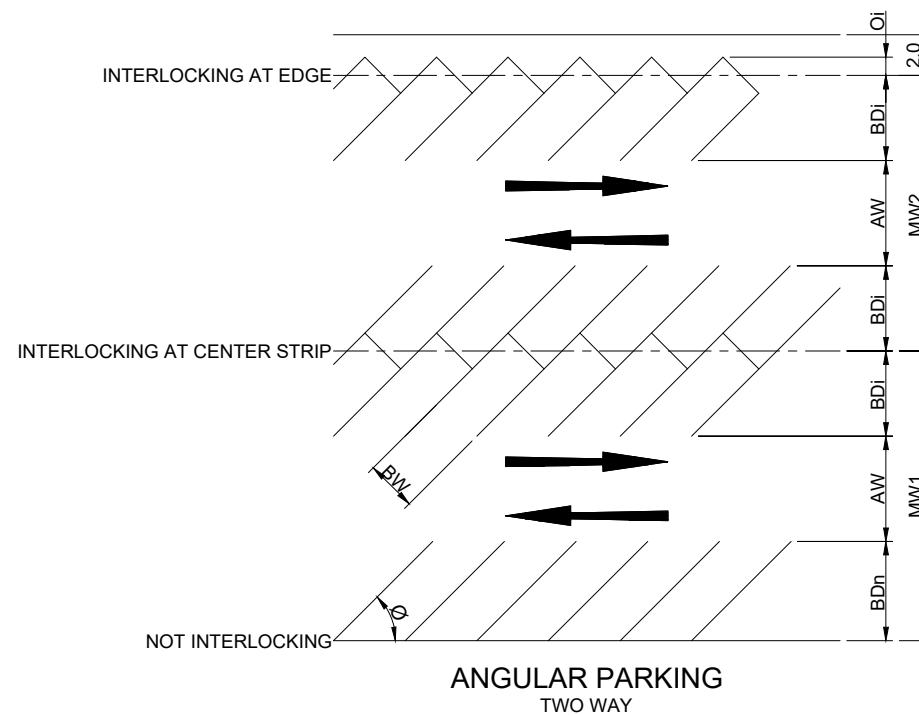 Oi
2.0
INTERLOCKING AT EDGE
BDi
AW
MW2
BDi
INTERLOCKING AT CENTER STRIP
BDi
BW
AW
MW1
BDn
Ø
NOT INTERLOCKING
ANGULAR PARKING
TWO WAY